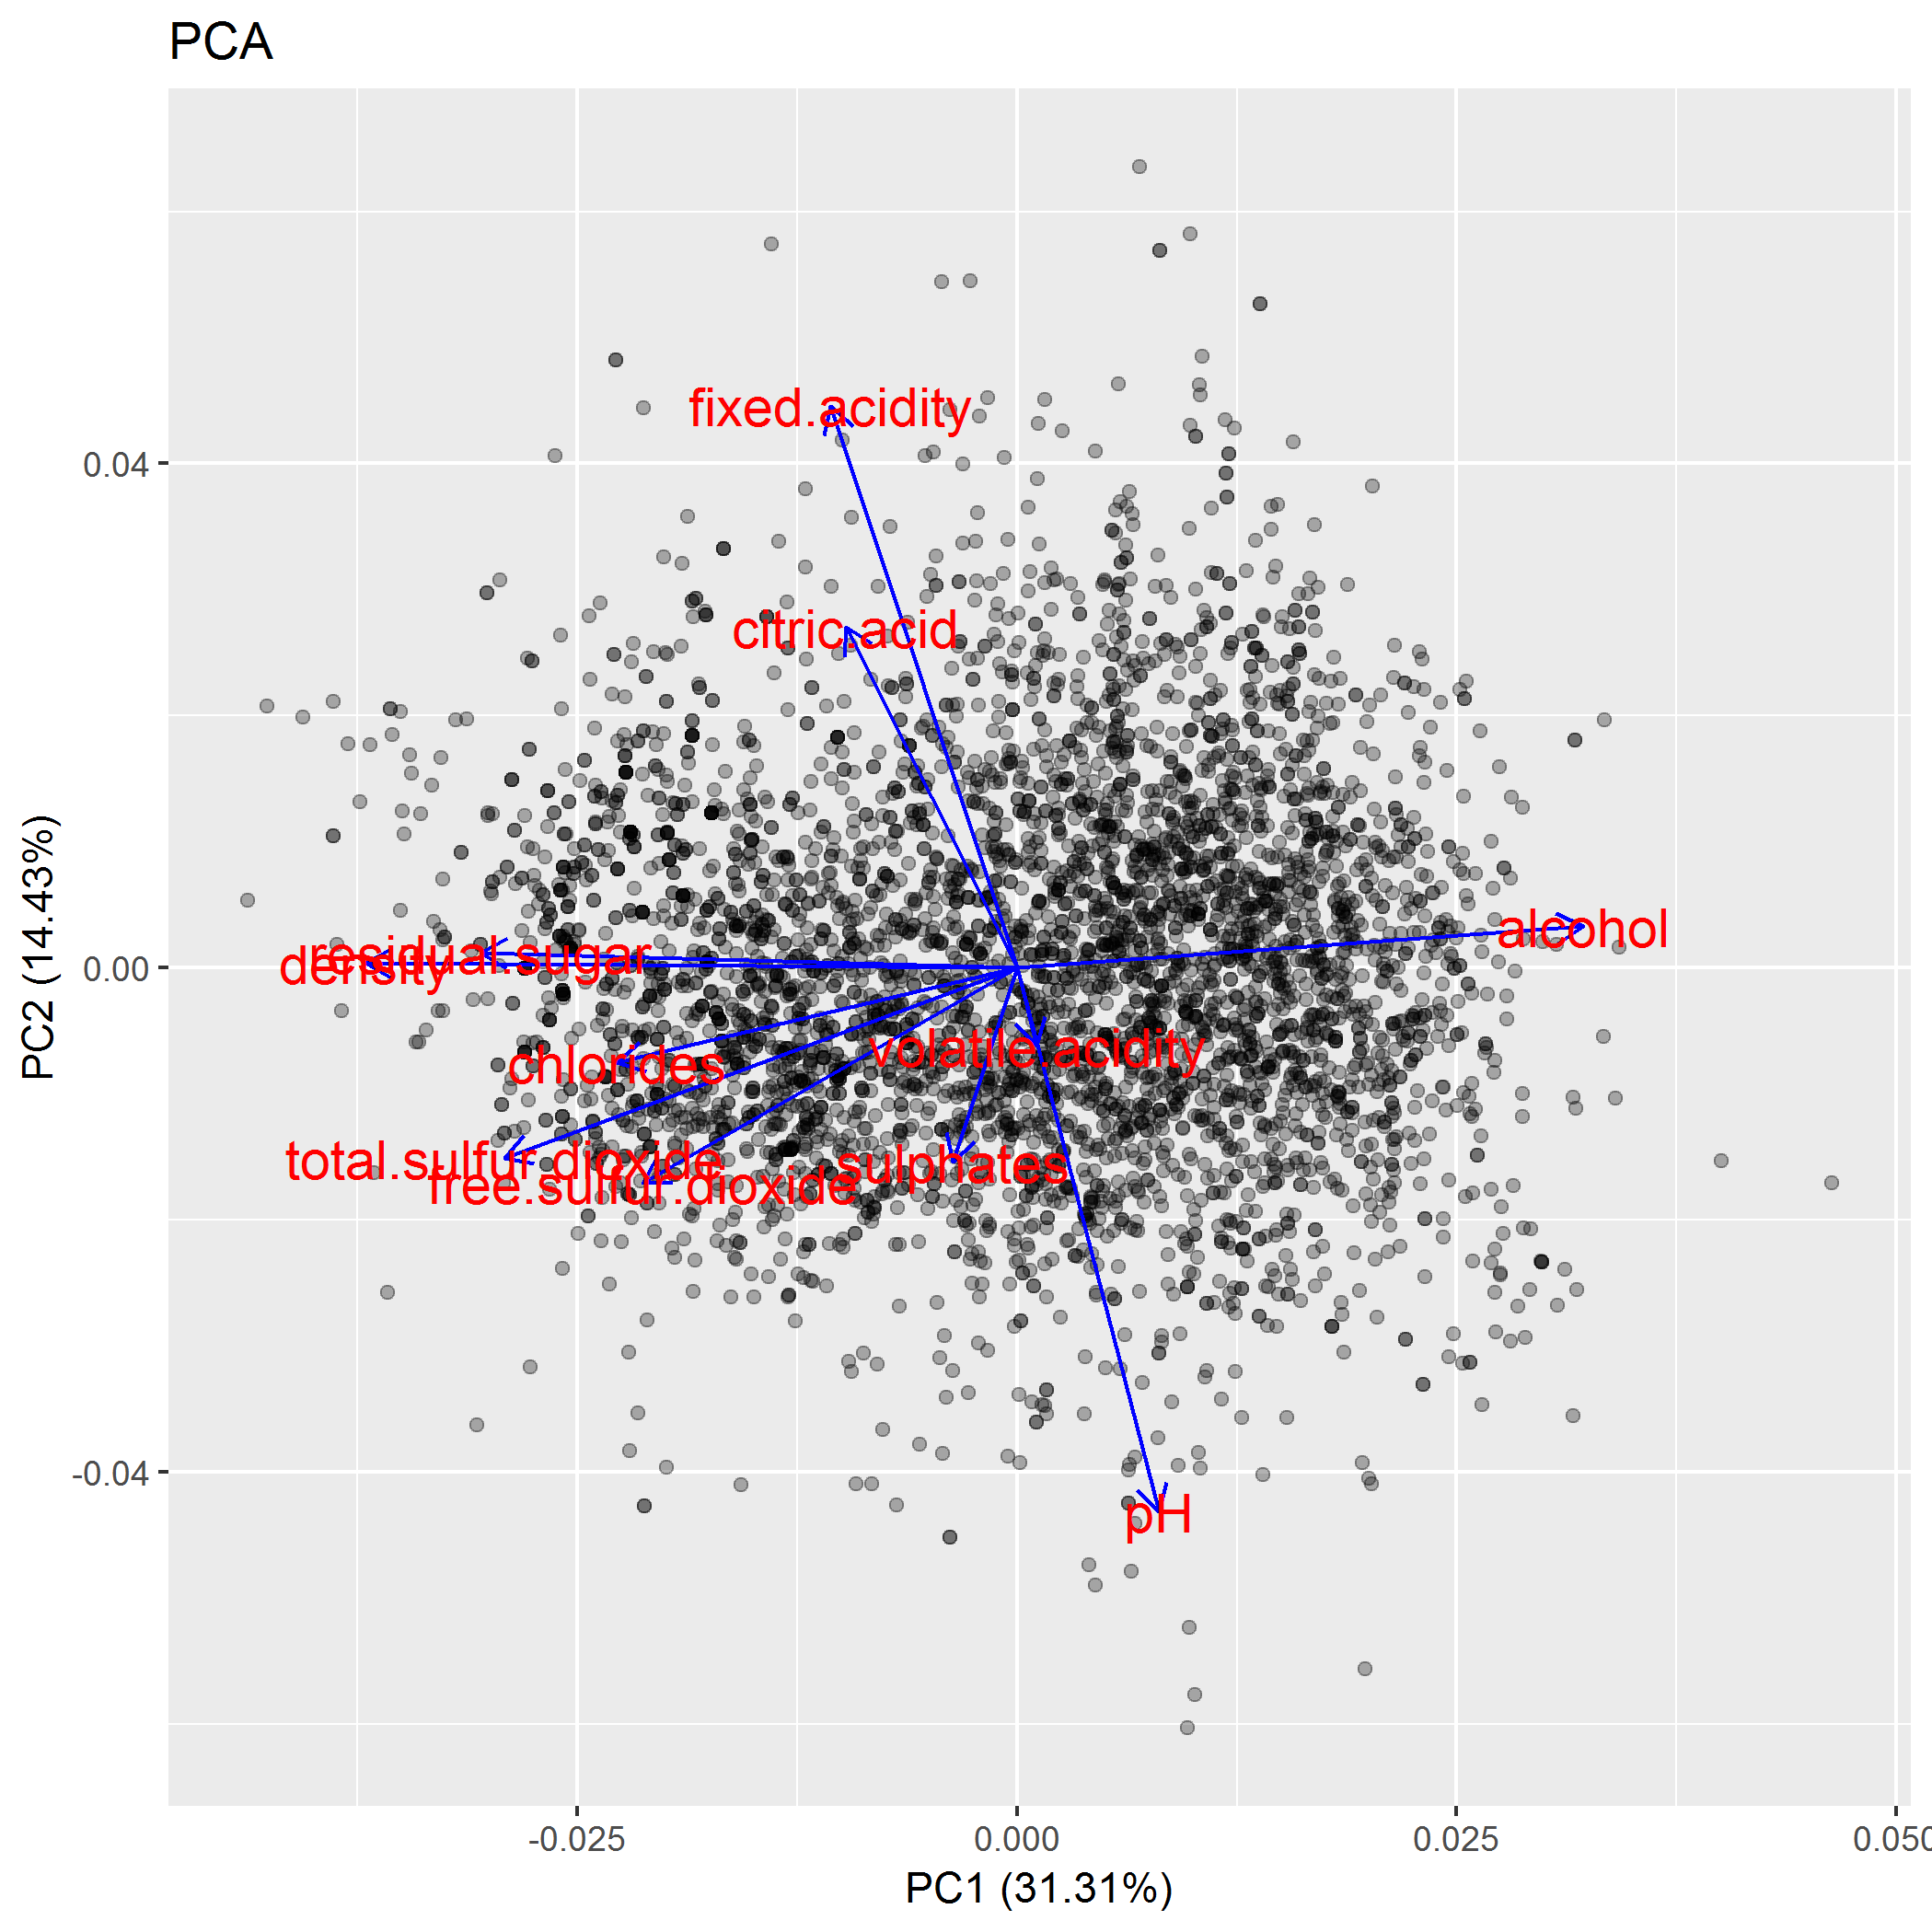 PCA
fixed.acidity
0.04
citric.acid
alcohol
residual.sugar
density
0.00
volatile.acidity
chlorides
total.sulfur.dioxide
sulphates
free.sulfur.dioxide
PC2 (14.43%)
-0.04
pH
-0.025
0.000
0.025
0.050
PC1 (31.31%)